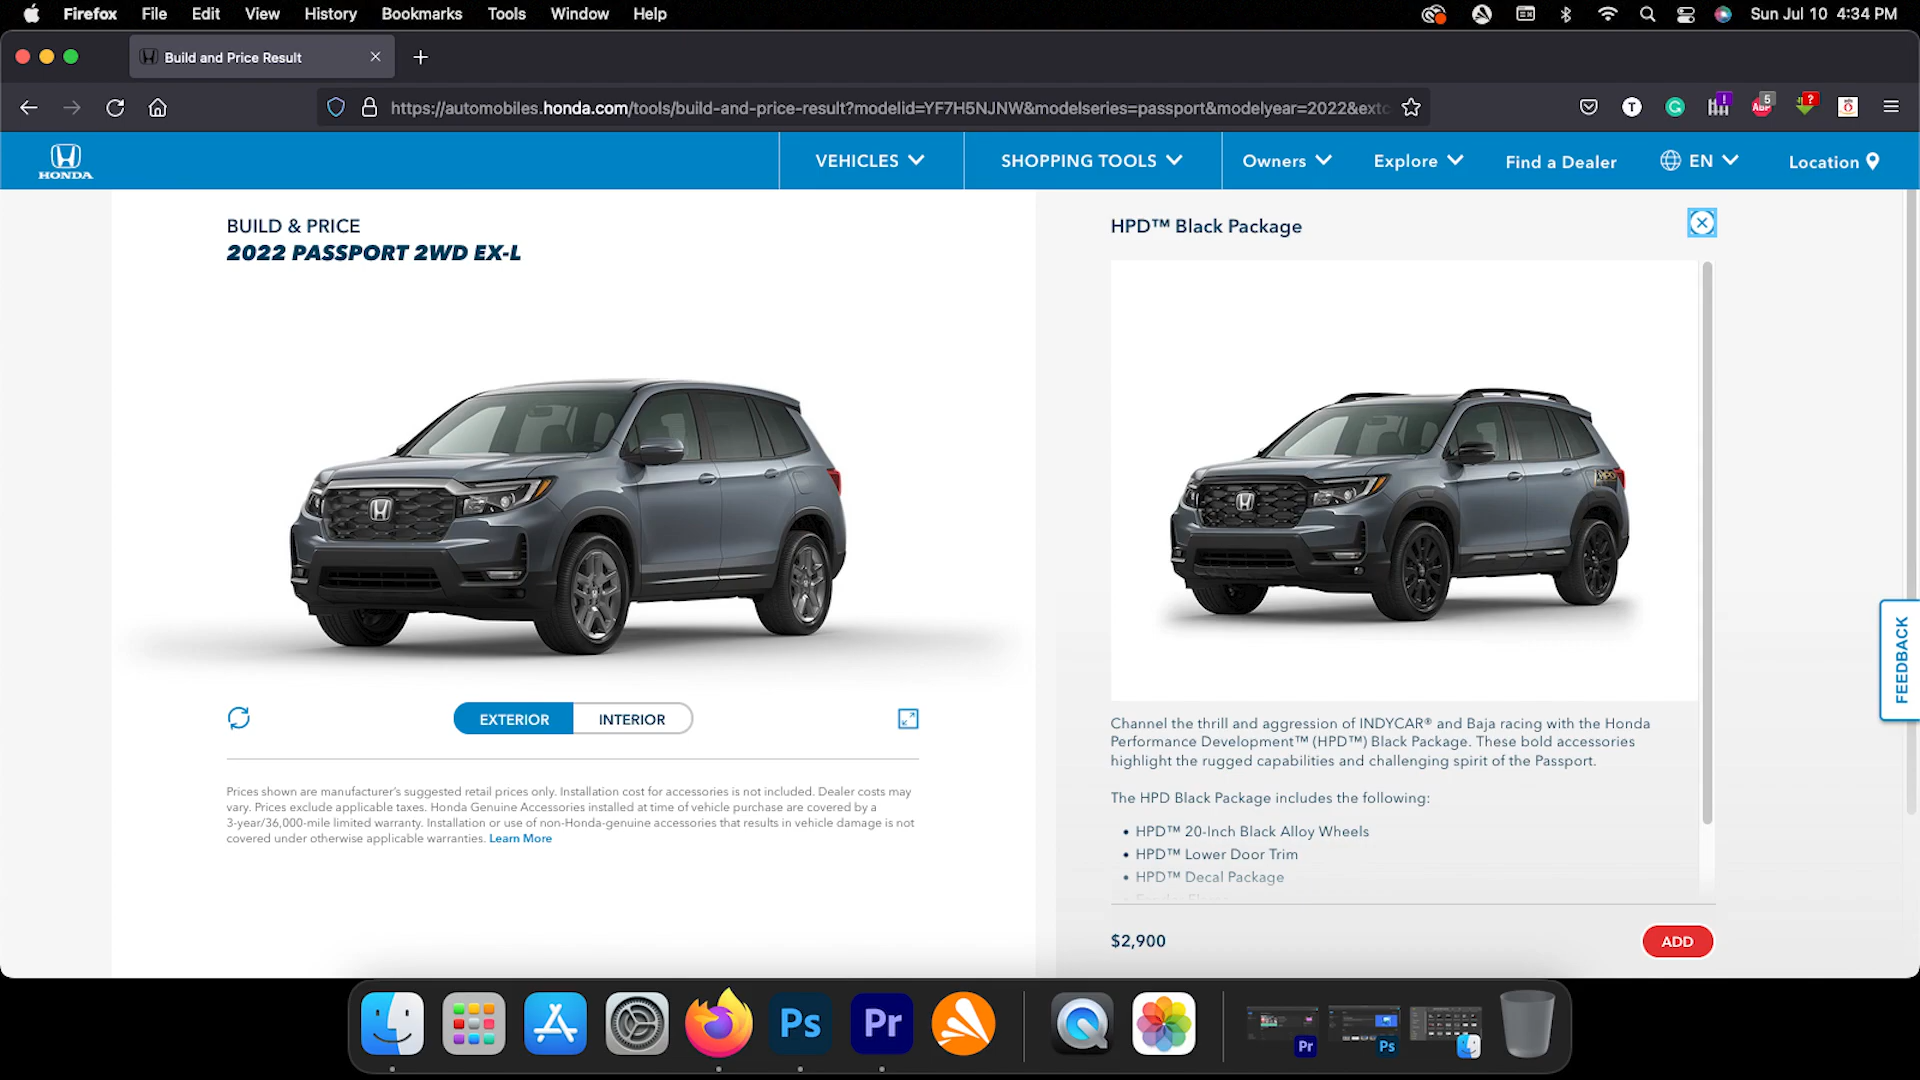 Firefox File Edit View History Bookmarks Tools Window Help Sun Jul 10 4:34 PM
Build and Price Result
https://automobiles.honda.com/tools/build-and-price-result?modelid=YF7H5NJNW&modelseries=passport&modelyear=2022&extc
HONDA VEHICLES SHOPPING TOOLS Owners Explore Find a Dealer EN Location
BUILD & PRICE
2022 PASSPORT 2WD EX-L
EXTERIOR INTERIOR
Prices shown are manufacturer's suggested retail prices only. Installation cost for accessories is not included. Dealer costs may
vary. Prices exclude applicable taxes. Honda Genuine Accessories installed at time of vehicle purchase are covered by a
3-year/36,000-mile limited warranty. Installation or use of non-Honda-genuine accessories that results in vehicle damage is not
covered under otherwise applicable warranties. Learn More
HPD™ Black Package
Channel the thrill and aggression of INDYCAR® and Baja racing with the Honda
Performance Development™ (HPD™) Black Package. These bold accessories
highlight the rugged capabilities and challenging spirit of the Passport.
The HPD Black Package includes the following:
• HPD™ 20-Inch Black Alloy Wheels
• HPD™ Lower Door Trim
• HPD™ Decal Package
$2,900 ADD
FEEDBACK
Ps Pr Pr Ps